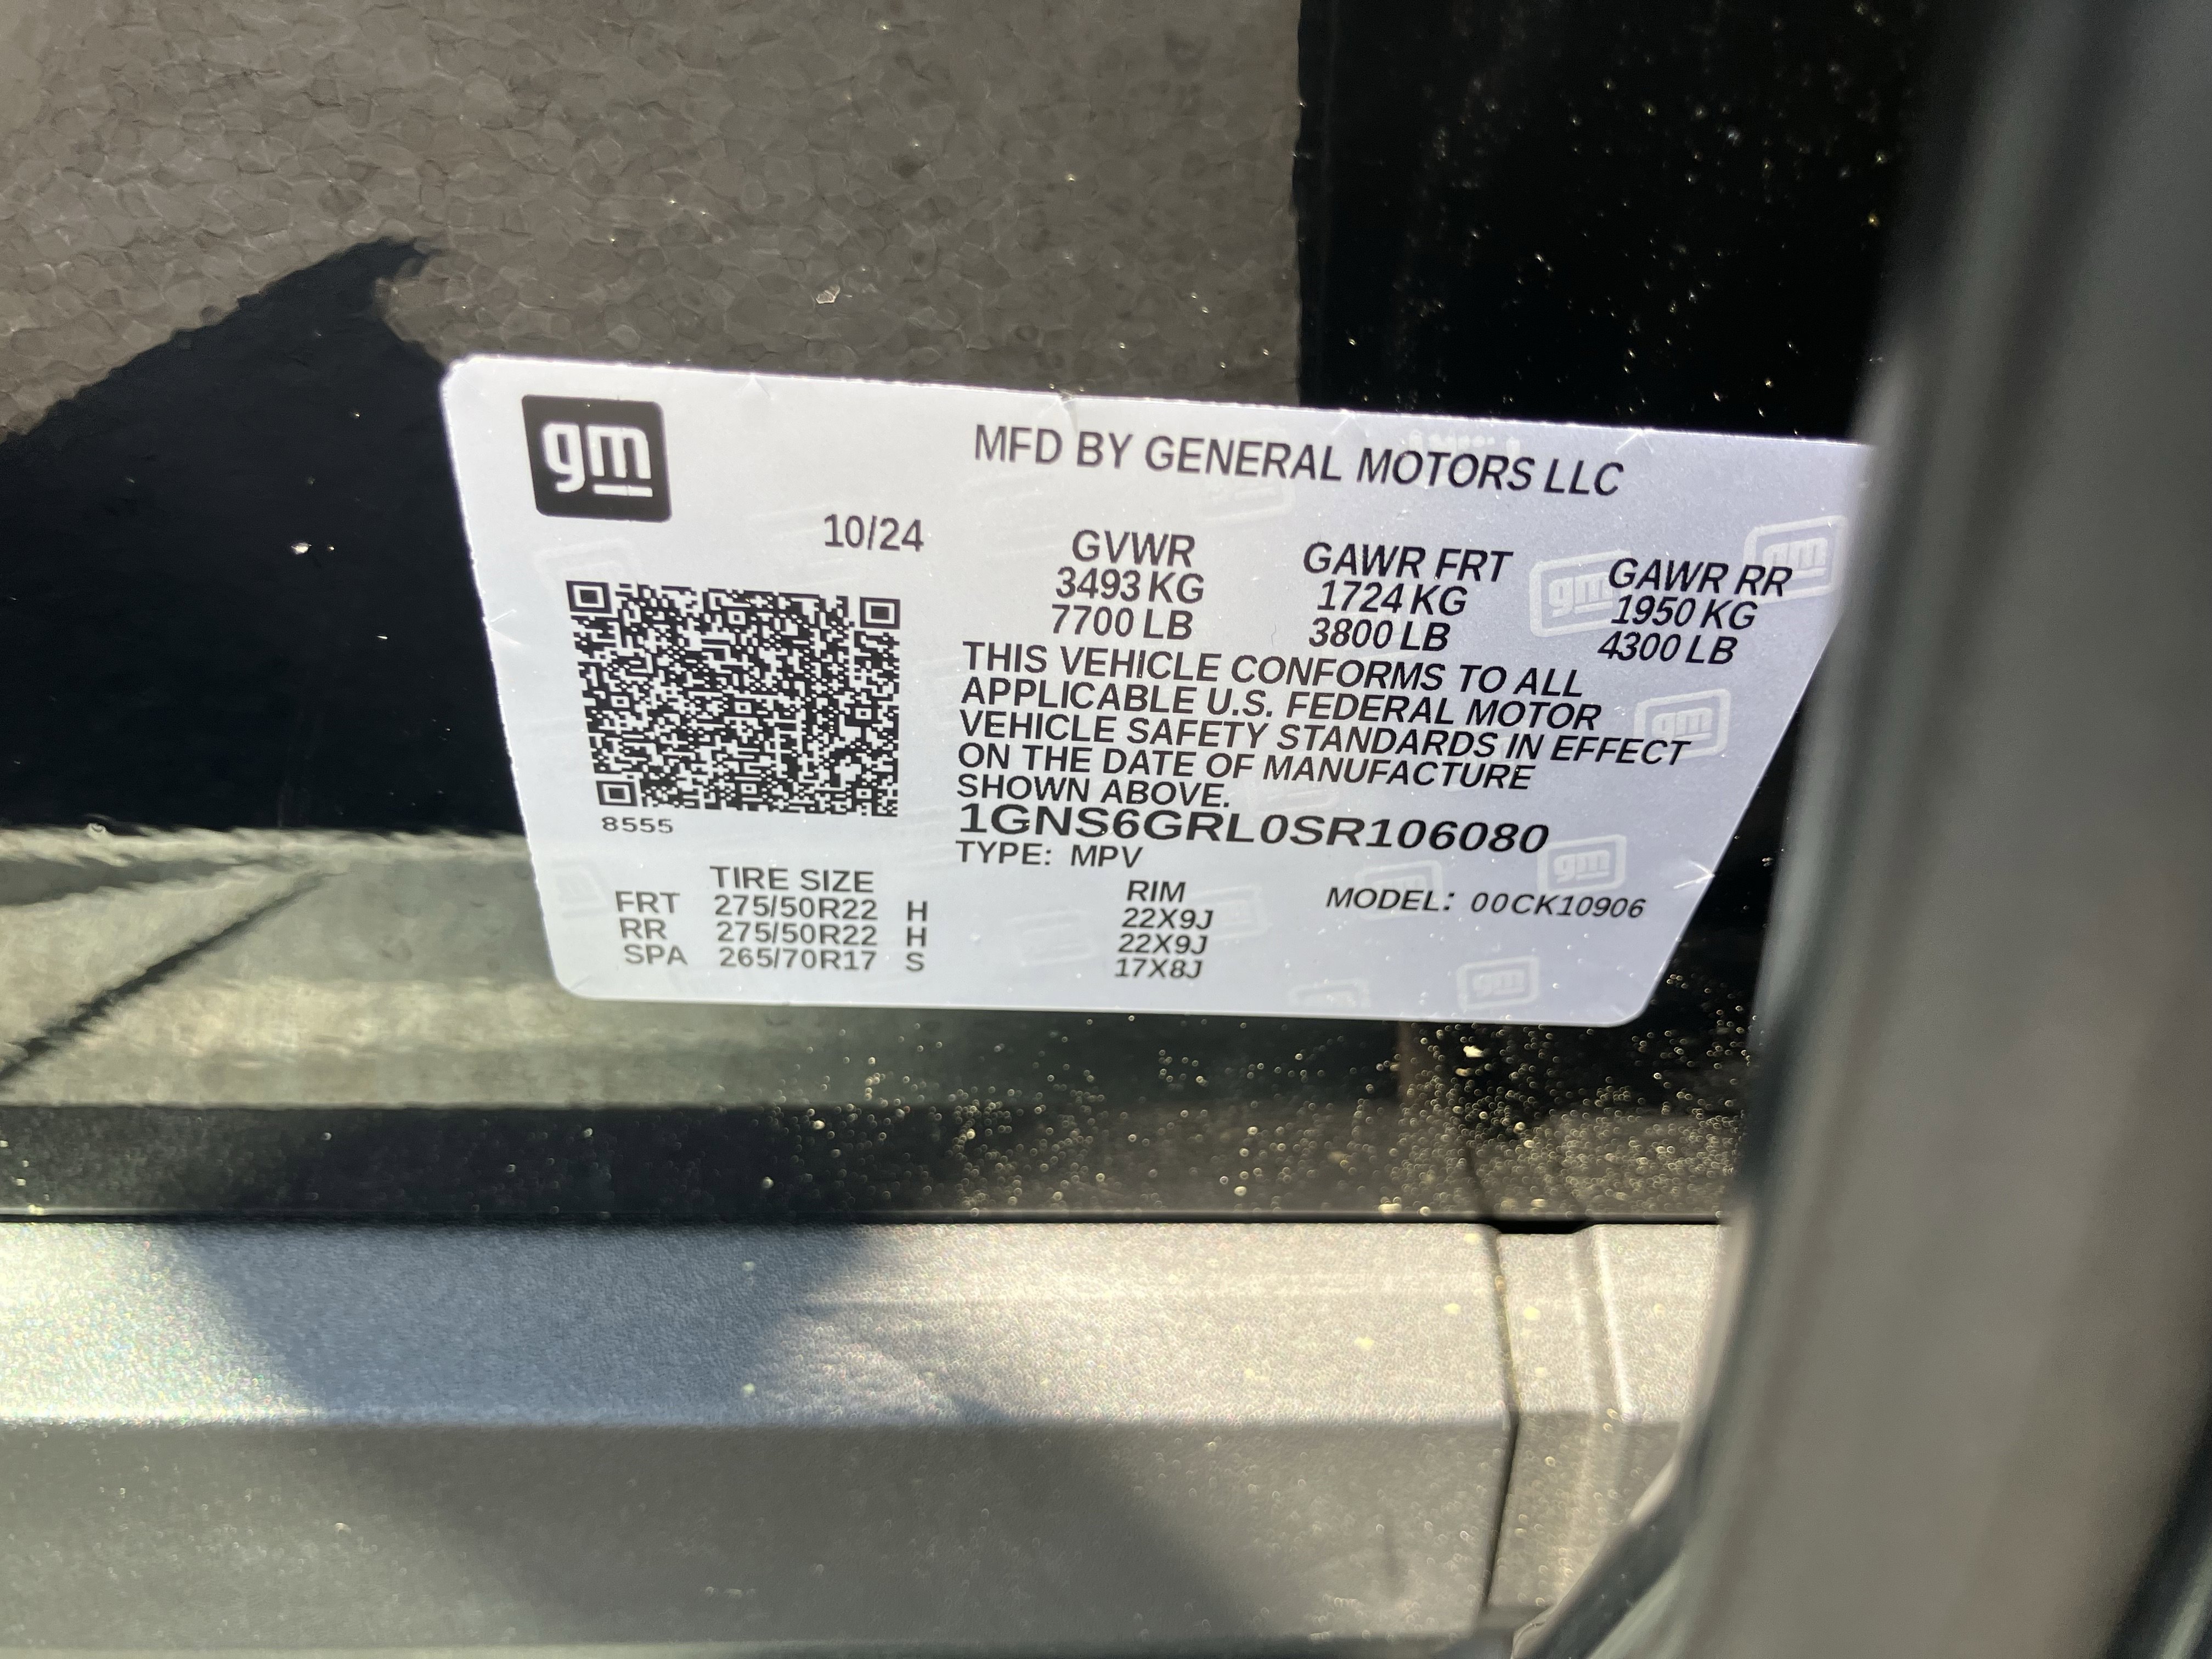 gm
MFD BY GENERAL MOTORS LLC
10/24
GVWR GAWR FRT GAWR RR
3493 KG 1724 KG 1950 KG
7700 LB 3800 LB 4300 LB
THIS VEHICLE CONFORMS TO ALL
APPLICABLE U.S. FEDERAL MOTOR
VEHICLE SAFETY STANDARDS IN EFFECT
ON THE DATE OF MANUFACTURE
SHOWN ABOVE.
8555
1GNS6GRL0SR106080
TYPE: MPV
TIRE SIZE RIM MODEL: 00CK10906
FRT 275/50R22 H 22X9J
RR 275/50R22 H 22X9J
SPA 265/70R17 S 17X8J